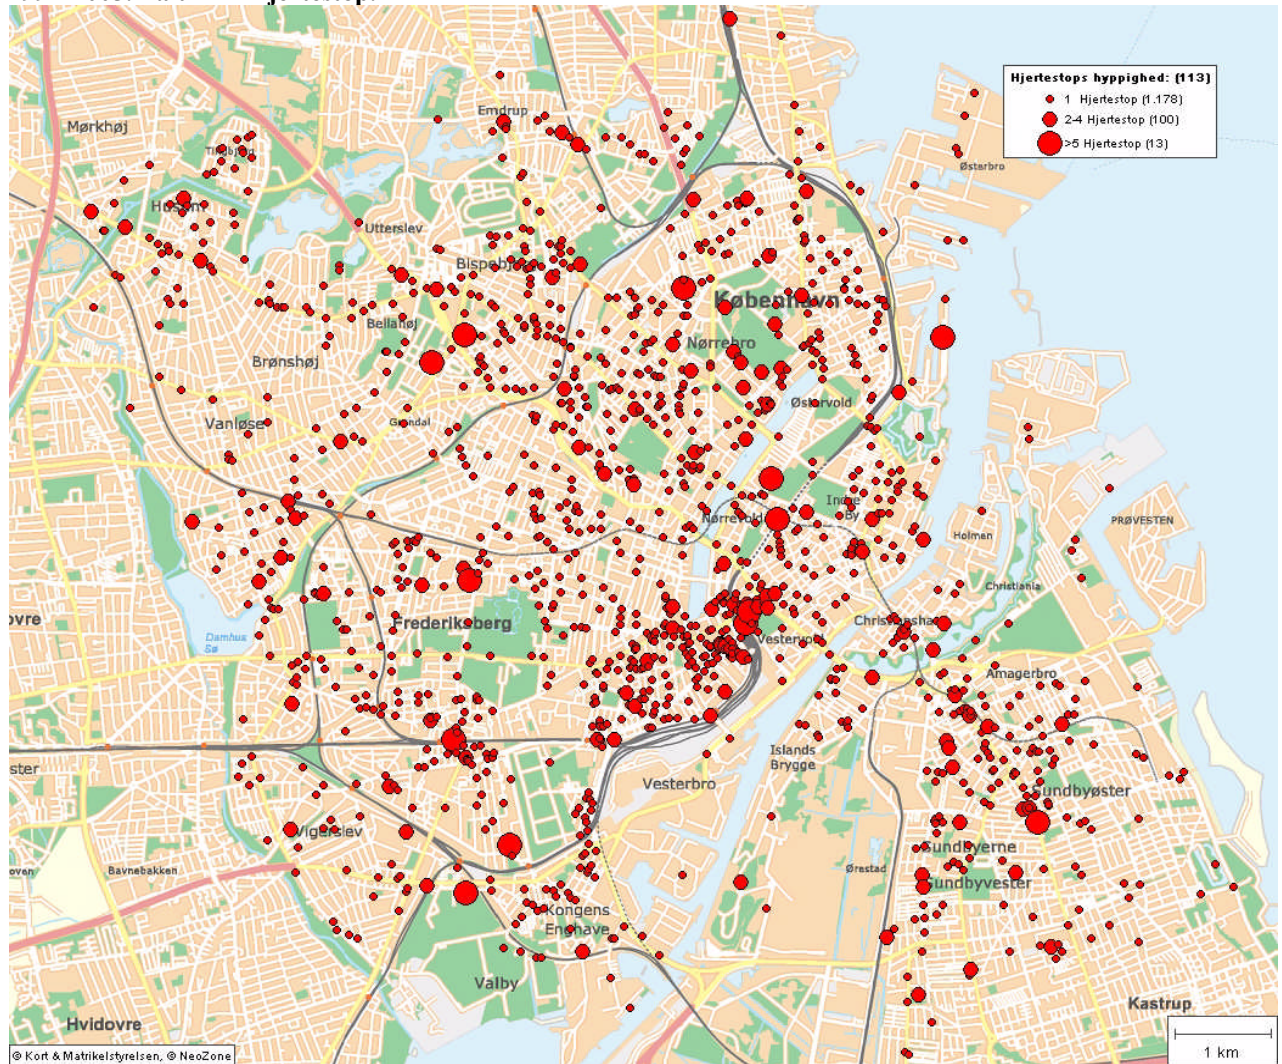 Hjertestops hyppighed: (113)
1 Hjertestop (1.178)
2-4 Hjertestop (100)
>5 Hjertestop (13)
Emdrup
Mørkhøj
Tingbjerg
Østerbro
Husum
Utterslev
Bispebjerg
København
Bellahøj
Nørrebro
Brønshøj
Østervold
Vanløse
Grøndal
Indre
By
Nørrevold
PRØVESTEN
Holmen
Christiania
ovre
Frederiksberg
Christianshavn
Damhus
Sø
Vestervold
Amagerbro
Islands
Brygge
ster
Vesterbro
Sundbyøster
Vigerslev
Sundbyerne
Bavnebakken
Ørestad
oven
Sundbyvester
Kongens
Enghave
Valby
Kastrup
Hvidovre
© Kort & Matrikelstyrelsen, © NeoZone
1 km